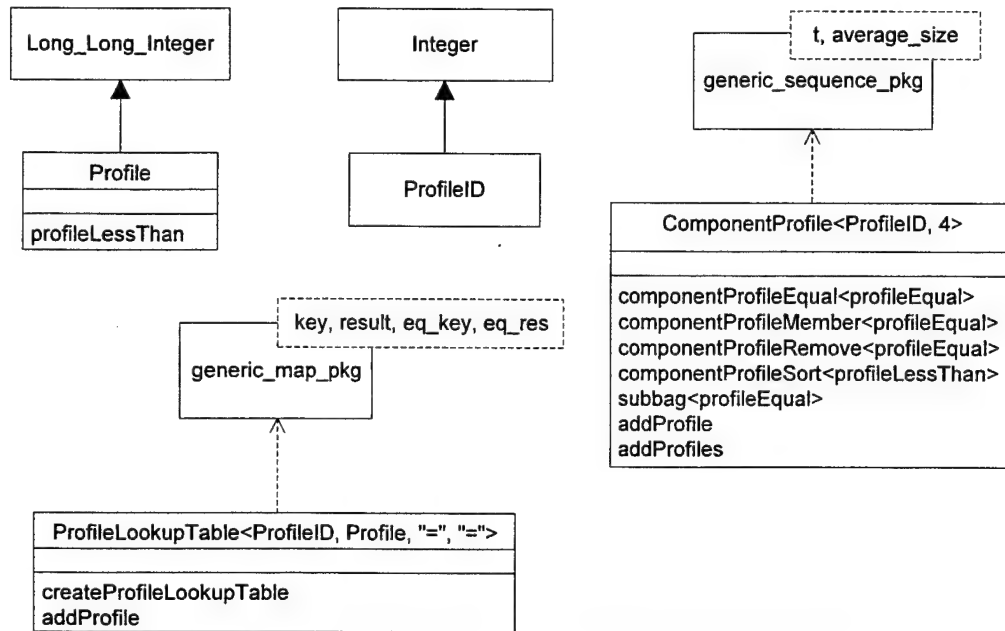 Long_Long_Integer
Profile
profileLessThan
Integer
ProfileID
t, average_size
generic_sequence_pkg
ComponentProfile<ProfileID, 4>
componentProfileEqual<profileEqual>
componentProfileMember<profileEqual>
componentProfileRemove<profileEqual>
componentProfileSort<profileLessThan>
subbag<profileEqual>
addProfile
addProfiles
key, result, eq_key, eq_res
generic_map_pkg
ProfileLookupTable<ProfileID, Profile, "=", "=">
createProfileLookupTable
addProfile